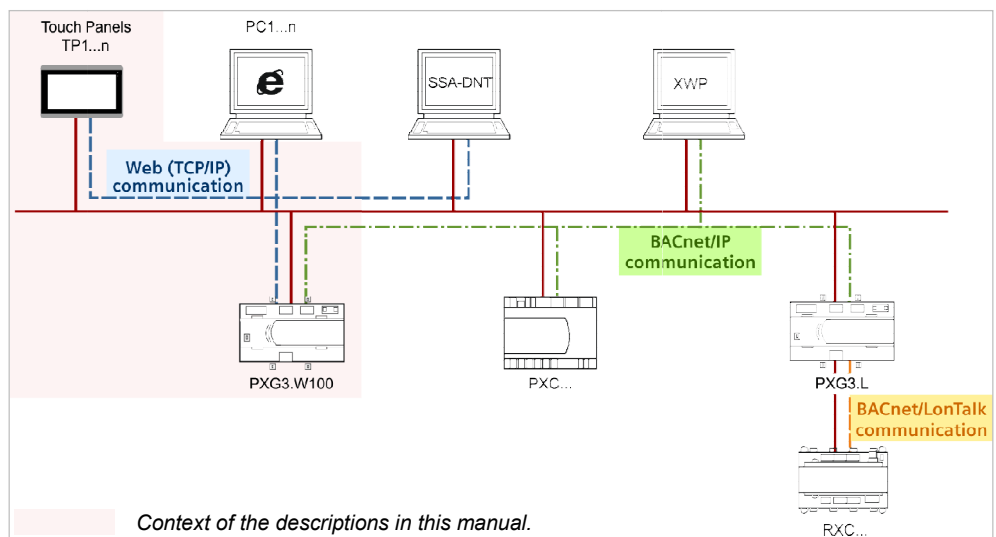 Touch Panels
TP1...n
PC1...n
e
SSA-DNT
XWP
Web (TCP/IP)
communication
BACnet/IP
communication
PXG3.W100
PXC...
PXG3.L
BACnet/LonTalk
communication
RXC...
Context of the descriptions in this manual.